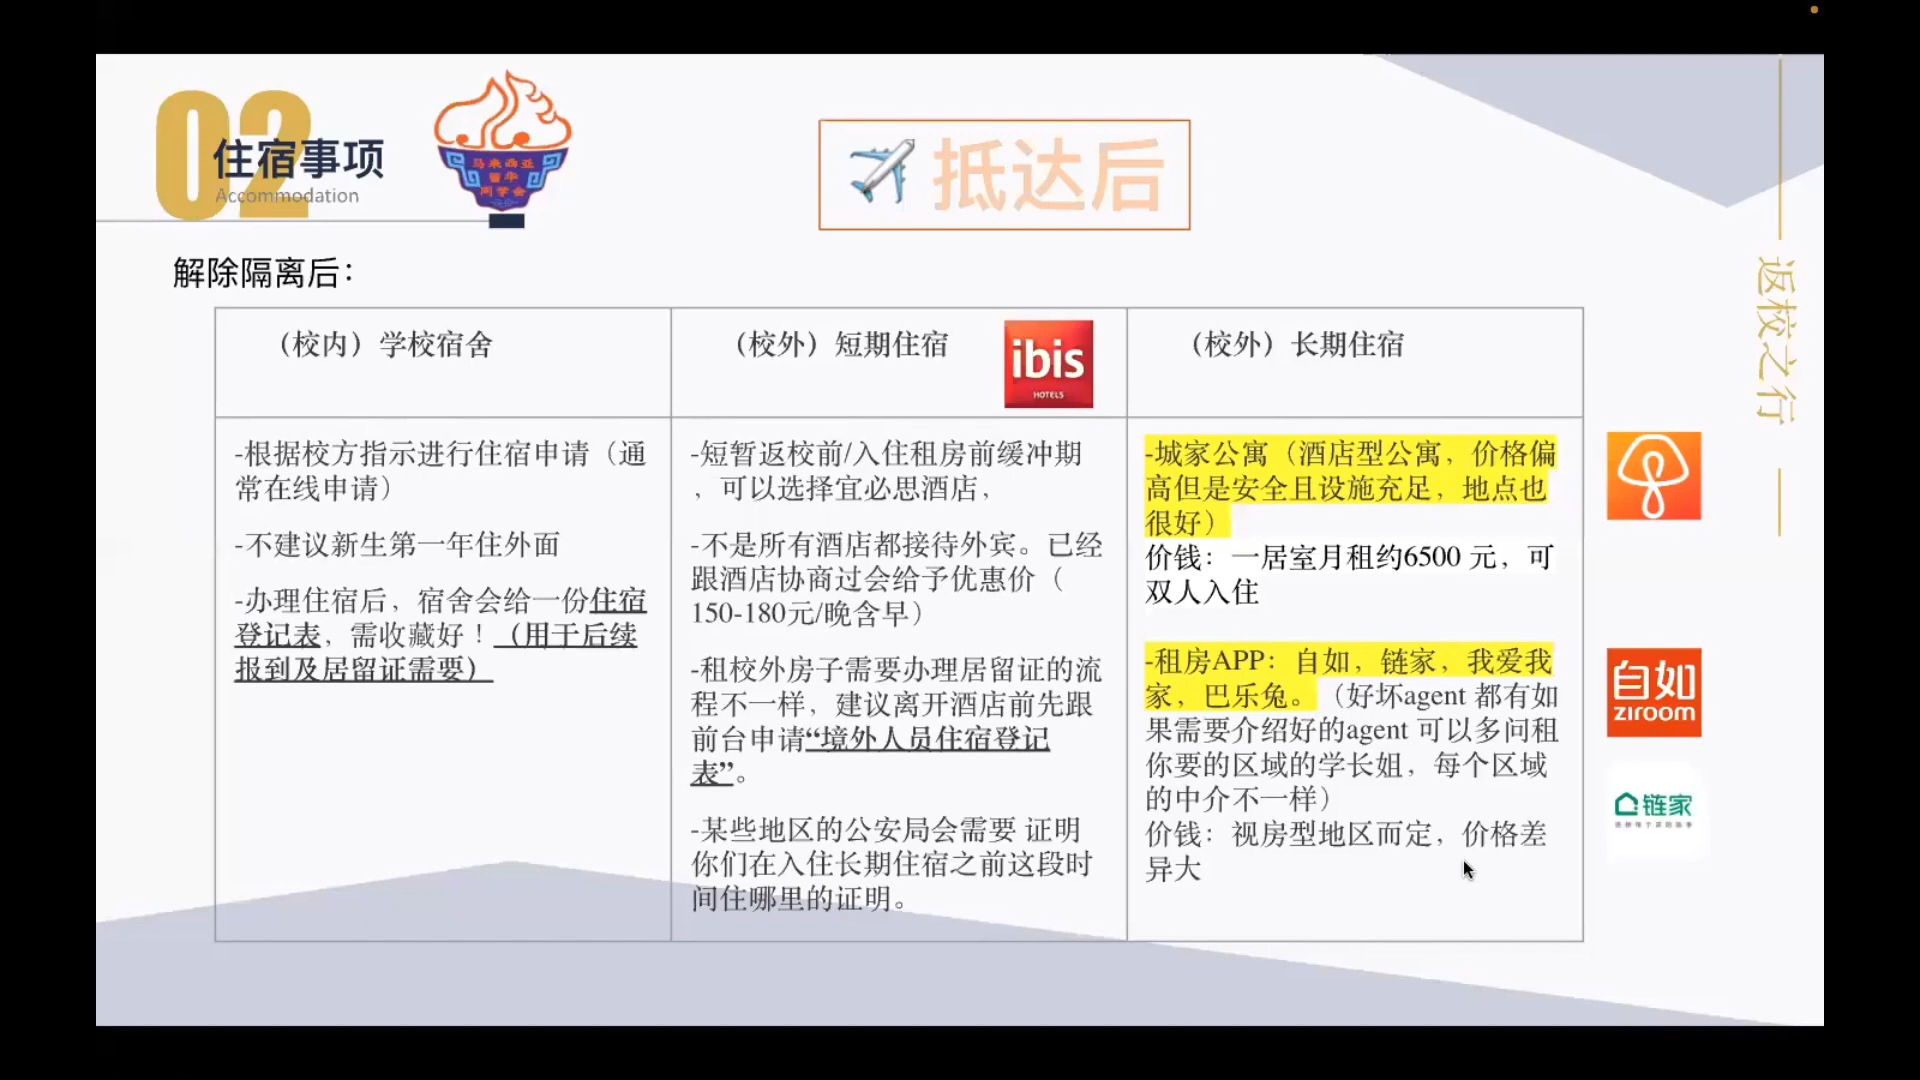 02
住宿事项
Accommodation
马来西亚
留华
同学会
抵达后
解除隔离后：
（校内）学校宿舍
-根据校方指示进行住宿申请（通
常在线申请）
-不建议新生第一年住外面
-办理住宿后，宿舍会给一份住宿
登记表，需收藏好！（用于后续
报到及居留证需要）
（校外）短期住宿
ibis
HOTELS
-短暂返校前/入住租房前缓冲期
，可以选择宜必思酒店，
-不是所有酒店都接待外宾。已经
跟酒店协商过会给予优惠价（
150-180元/晚含早）
-租校外房子需要办理居留证的流
程不一样，建议离开酒店前先跟
前台申请“境外人员住宿登记
表”。
-某些地区的公安局会需要 证明
你们在入住长期住宿之前这段时
间住哪里的证明。
（校外）长期住宿
-城家公寓（酒店型公寓，价格偏
高但是安全且设施充足，地点也
很好）
价钱：一居室月租约6500 元，可
双人入住
-租房APP：自如，链家，我爱我
家，巴乐兔。（好坏agent 都有如
果需要介绍好的agent 可以多问租
你要的区域的学长姐，每个区域
的中介不一样）
价钱：视房型地区而定，价格差
异大
自如
ziroom
链家
返校之行